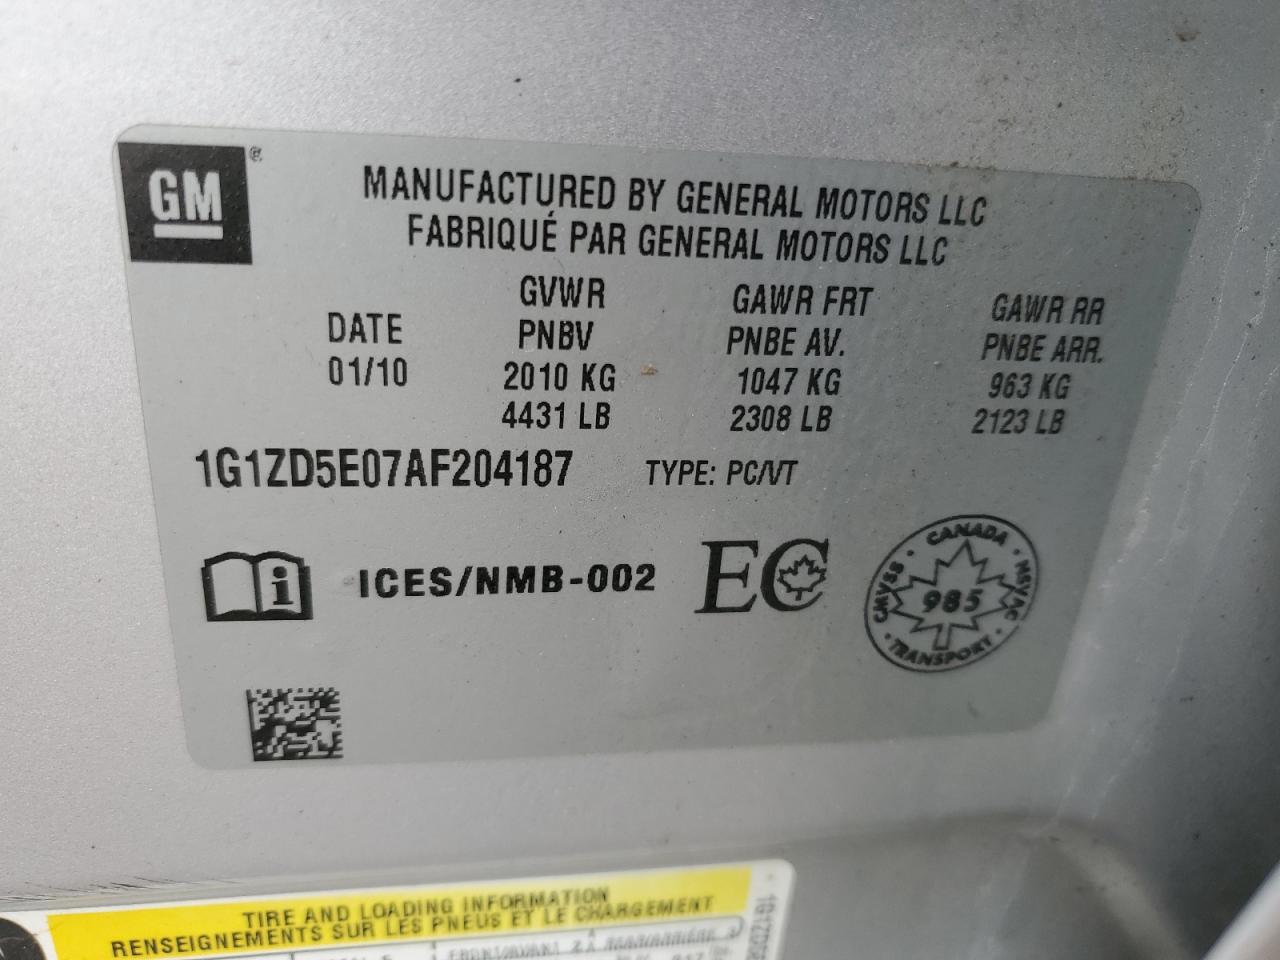 GM ©
MANUFACTURED BY GENERAL MOTORS LLC
FABRIQUÉ PAR GENERAL MOTORS LLC
DATE
01/10
GVWR
PNBV
2010 KG
4431 LB
GAWR FRT
PNBE AV.
1047 KG
2308 LB
GAWR RR
PNBE ARR.
963 KG
2123 LB
1G1ZD5E07AF204187 TYPE: PC/VT
i ICES/NMB-002 EC
CANADA
CMVSS • NSVAC
985
TRANSPORT
TIRE AND LOADING INFORMATION
RENSEIGNEMENTS SUR LES PNEUS ET LE CHARGEMENT